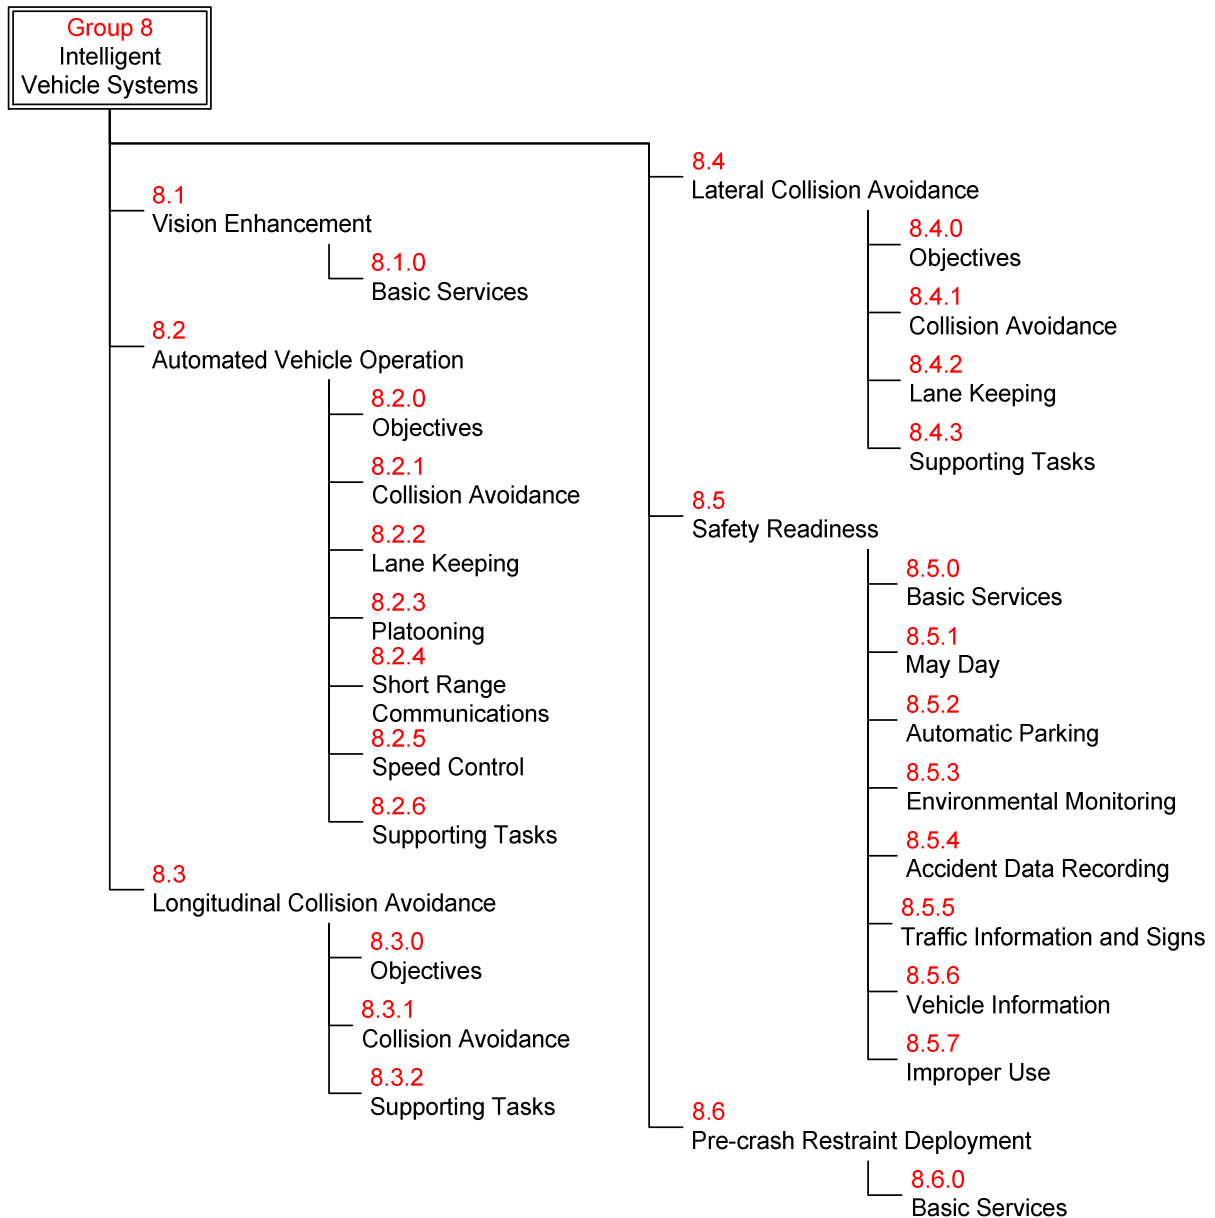 Group 8
Intelligent
Vehicle Systems
8.1
Vision Enhancement
8.1.0
Basic Services
8.2
Automated Vehicle Operation
8.2.0
Objectives
8.2.1
Collision Avoidance
8.2.2
Lane Keeping
8.2.3
Platooning
8.2.4
Short Range
Communications
8.2.5
Speed Control
8.2.6
Supporting Tasks
8.3
Longitudinal Collision Avoidance
8.3.0
Objectives
8.3.1
Collision Avoidance
8.3.2
Supporting Tasks
8.4
Lateral Collision Avoidance
8.4.0
Objectives
8.4.1
Collision Avoidance
8.4.2
Lane Keeping
8.4.3
Supporting Tasks
8.5
Safety Readiness
8.5.0
Basic Services
8.5.1
May Day
8.5.2
Automatic Parking
8.5.3
Environmental Monitoring
8.5.4
Accident Data Recording
8.5.5
Traffic Information and Signs
8.5.6
Vehicle Information
8.5.7
Improper Use
8.6
Pre-crash Restraint Deployment
8.6.0
Basic Services